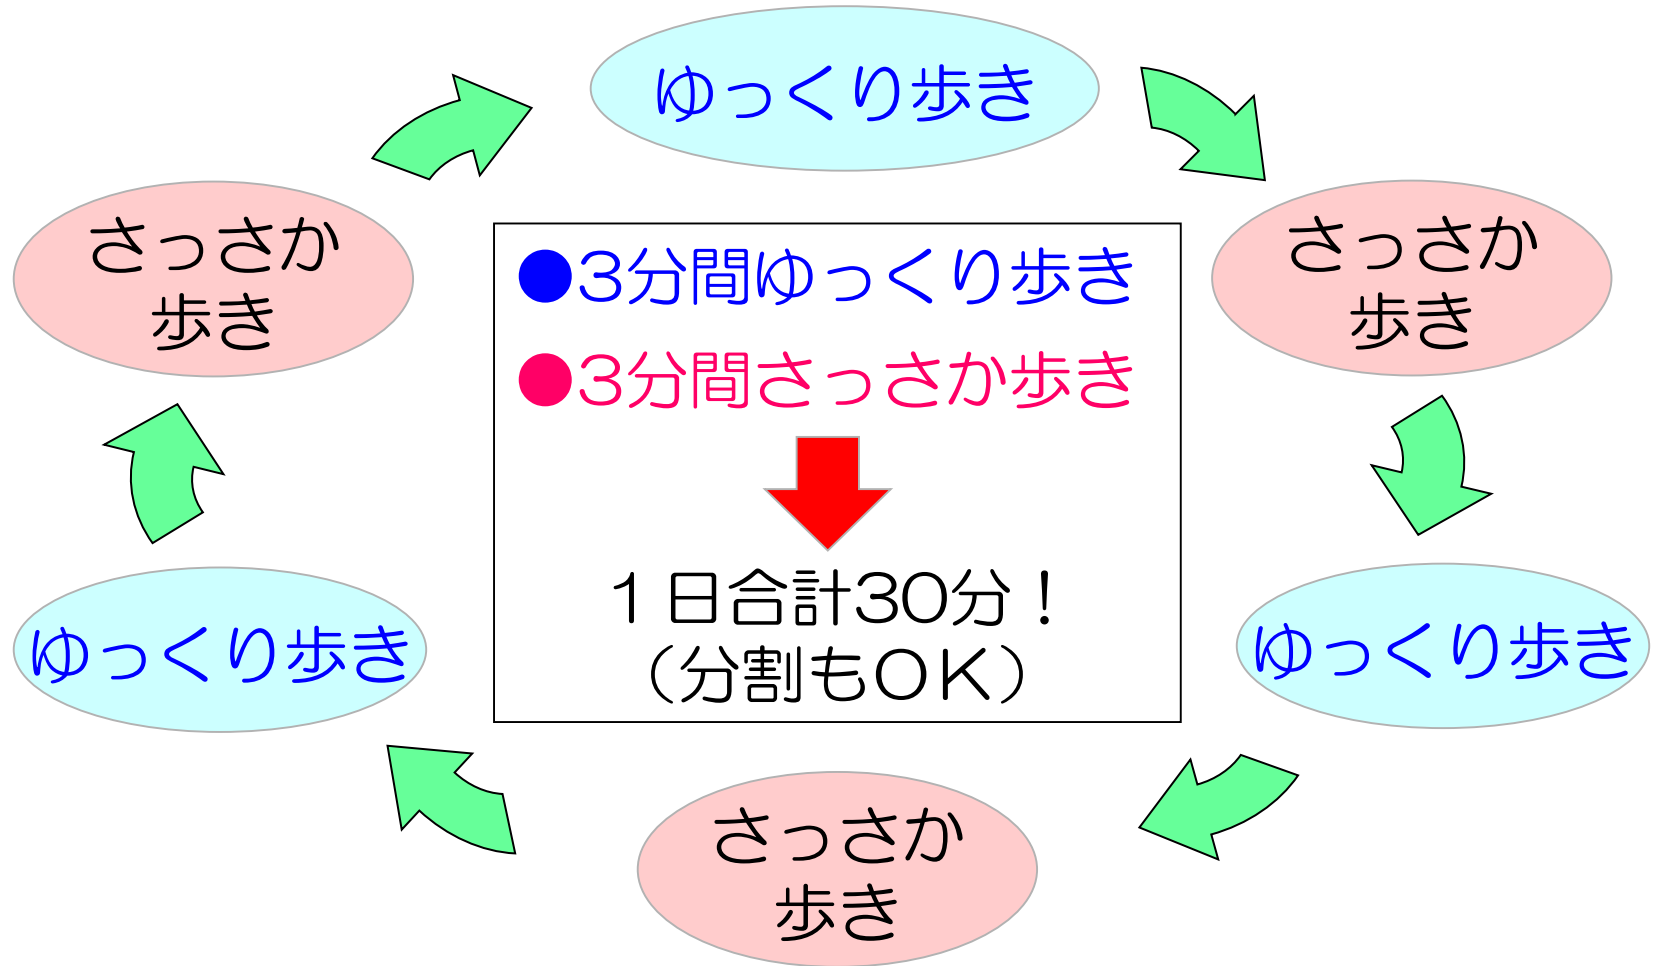 ゆっくり歩き
さっさか
歩き
さっさか
歩き
●3分間ゆっくり歩き
●3分間さっさか歩き
１日合計30分！
（分割もＯＫ）
ゆっくり歩き
ゆっくり歩き
さっさか
歩き